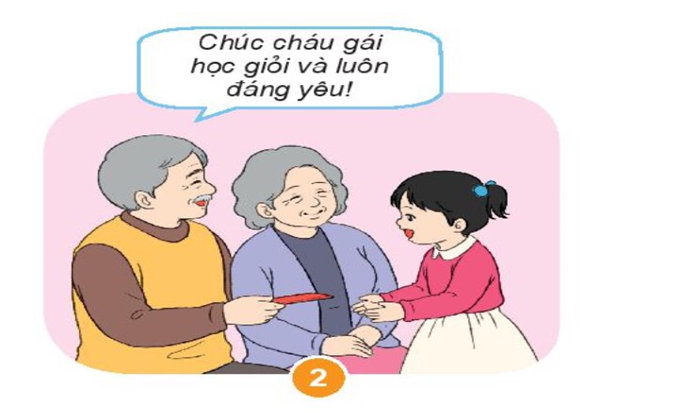 Chúc cháu gái
học giỏi và luôn
đáng yêu!
2